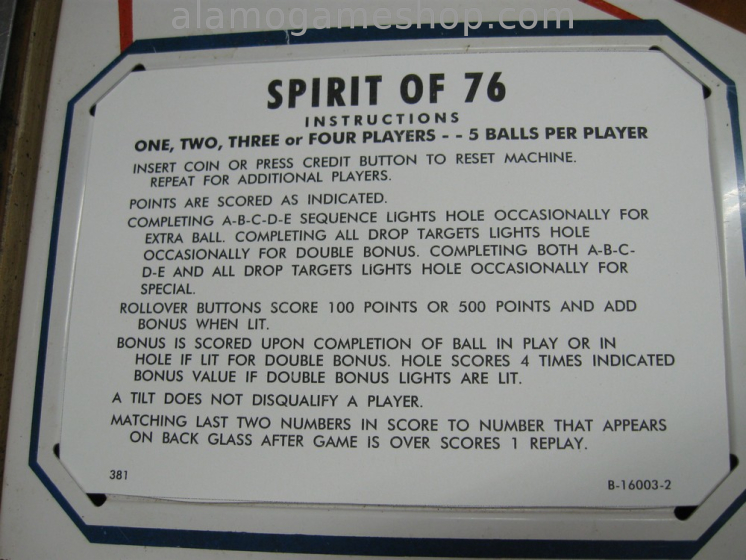 alamogameshop.com
SPIRIT OF 76
INSTRUCTIONS
ONE, TWO, THREE or FOUR PLAYERS - - 5 BALLS PER PLAYER
INSERT COIN OR PRESS CREDIT BUTTON TO RESET MACHINE.
REPEAT FOR ADDITIONAL PLAYERS.
POINTS ARE SCORED AS INDICATED.
COMPLETING A-B-C-D-E SEQUENCE LIGHTS HOLE OCCASIONALLY FOR
EXTRA BALL. COMPLETING ALL DROP TARGETS LIGHTS HOLE
OCCASIONALLY FOR DOUBLE BONUS. COMPLETING BOTH A-B-C-
D-E AND ALL DROP TARGETS LIGHTS HOLE OCCASIONALLY FOR
SPECIAL.
ROLLOVER BUTTONS SCORE 100 POINTS OR 500 POINTS AND ADD
BONUS WHEN LIT.
BONUS IS SCORED UPON COMPLETION OF BALL IN PLAY OR IN
HOLE IF LIT FOR DOUBLE BONUS. HOLE SCORES 4 TIMES INDICATED
BONUS VALUE IF DOUBLE BONUS LIGHTS ARE LIT.
A TILT DOES NOT DISQUALIFY A PLAYER.
MATCHING LAST TWO NUMBERS IN SCORE TO NUMBER THAT APPEARS
ON BACK GLASS AFTER GAME IS OVER SCORES 1 REPLAY.
381
B-16003-2